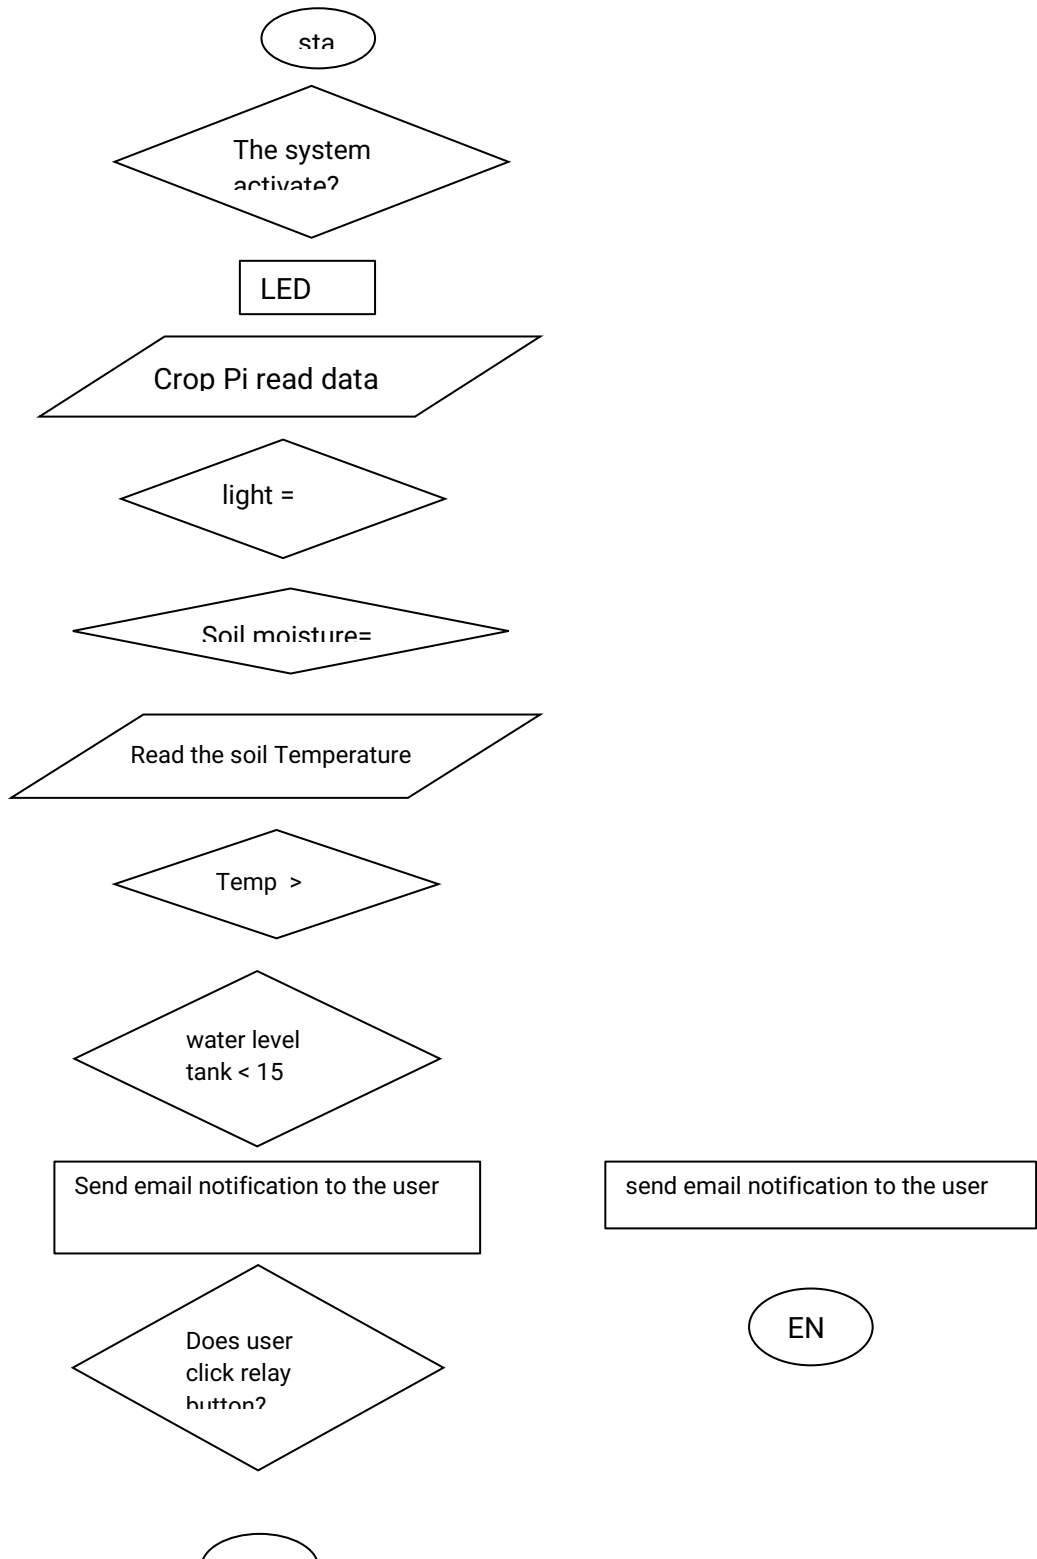 sta
The system
activate?
LED
Crop Pi read data
light =
Soil moisture=
Read the soil Temperature
Temp >
water level
tank < 15
Send email notification to the user
send email notification to the user
Does user
click relay
button?
EN